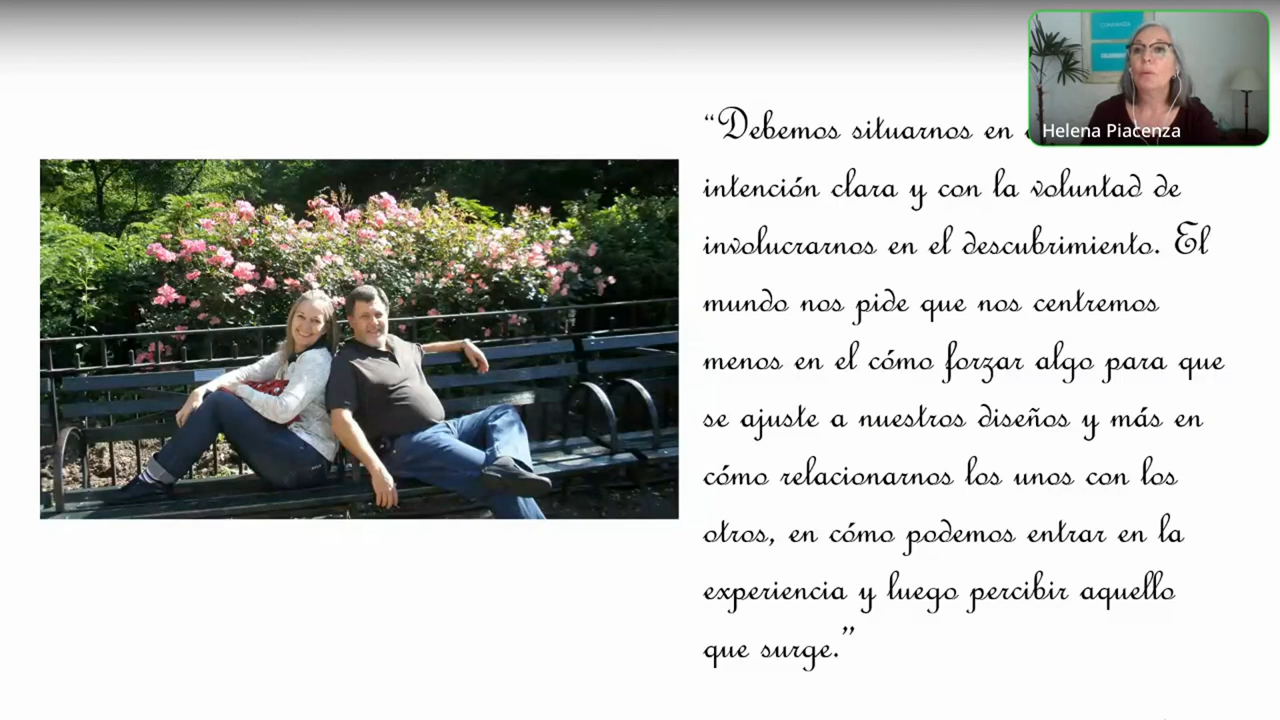 “Debemos situarnos en
intención clara y con la voluntad de
involucrarnos en el descubrimiento. El
mundo nos pide que nos centremos
menos en el cómo forzar algo para que
se ajuste a nuestros diseños y más en
cómo relacionarnos los unos con los
otros, en cómo podemos entrar en la
experiencia y luego percibir aquello
que surge.”
Helena Piacenza